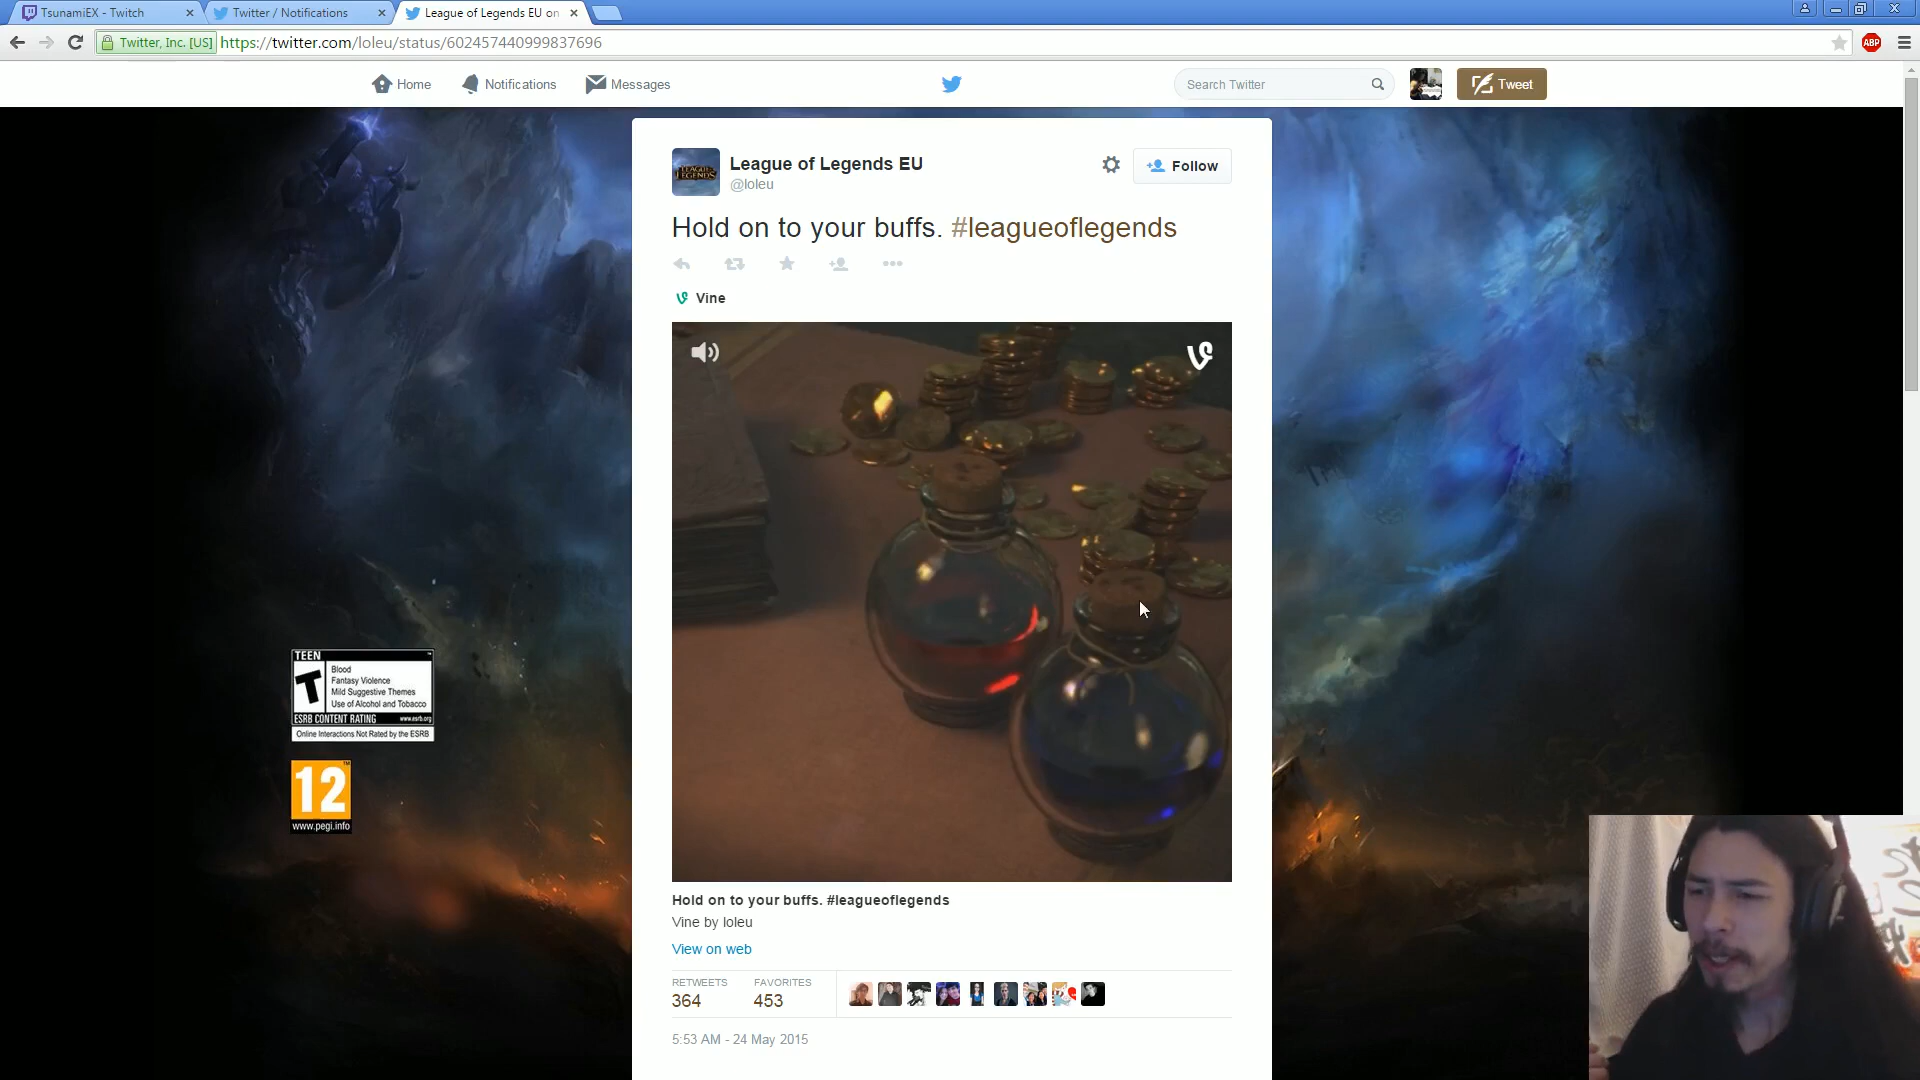 TsunamiEX - Twitch
Twitter / Notifications
League of Legends EU on
Twitter, Inc. [US]
https://twitter.com/loleu/status/602457440999837696
ABP
Home
Notifications
Messages
Search Twitter
Tweet
LEAGUE
LEGENDS
League of Legends EU
@loleu
Follow
Hold on to your buffs. #leagueoflegends
Vine
TEEN
T
Blood
Fantasy Violence
Mild Suggestive Themes
Use of Alcohol and Tobacco
ESRB CONTENT RATING
www.esrb.org
Online Interactions Not Rated by the ESRB
12
www.pegi.info
Hold on to your buffs. #leagueoflegends
Vine by loleu
View on web
RETWEETS
364
FAVORITES
453
5:53 AM - 24 May 2015